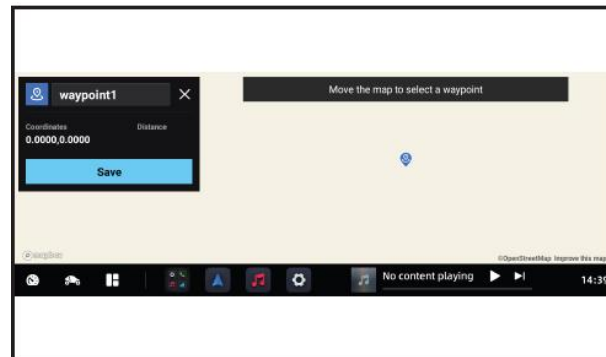 waypoint1
Move the map to select a waypoint
Coordinates
Distance
0.0000,0.0000
Save
mapbox
©OpenStreetMap Improve this map
No content playing
14:39